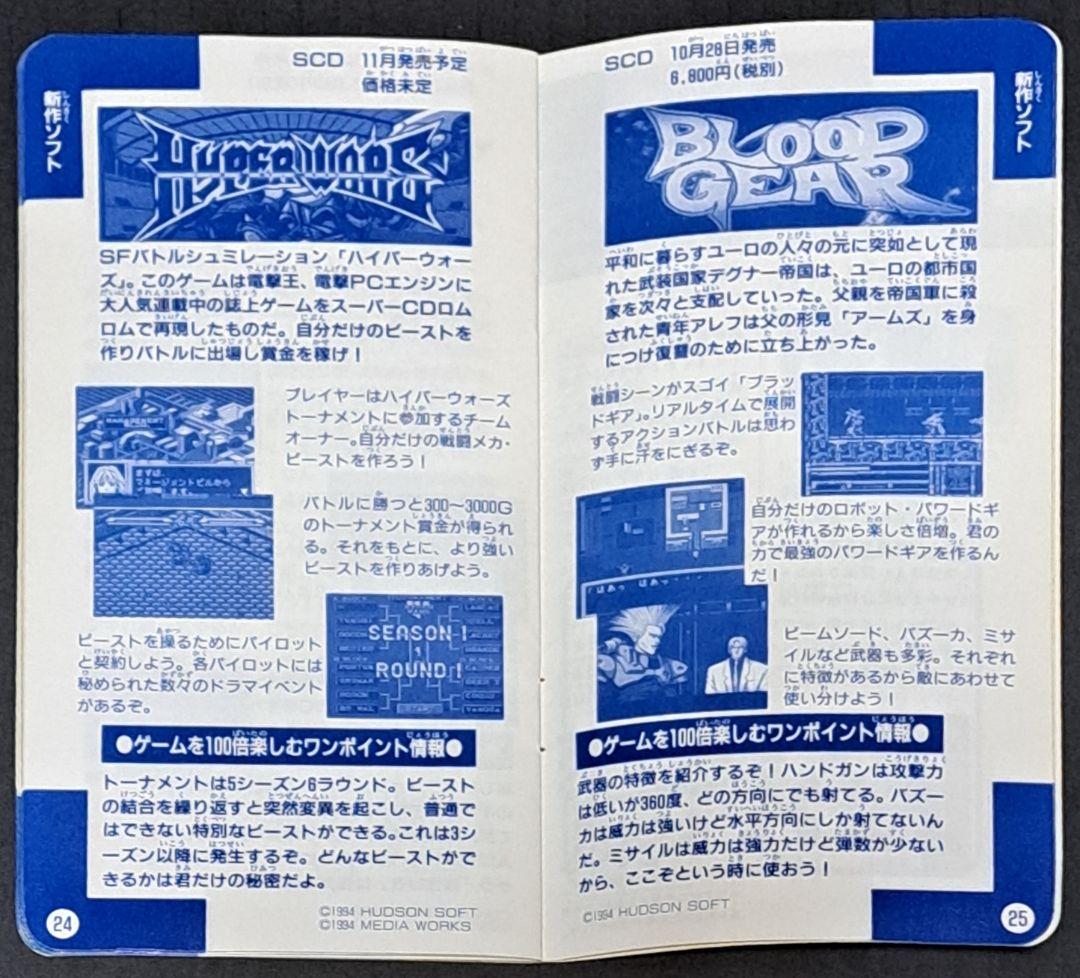 新作ソフト
SCD 11月発売予定
価格未定
HYPER WARS
SFバトルシュミレーション「ハイパーウォー
ズ」。このゲームは電撃王、電撃PCエンジンに
大人気連載中の誌上ゲームをスーパーCDロム
ロムで再現したものだ。自分だけのビーストを
作りバトルに出場し賞金を稼げ！
プレイヤーはハイパーウォーズ
トーナメントに参加するチーム
オーナー。自分だけの戦闘メカ・
ビーストを作ろう！
MANAGEMENT
まずは
マネージメントビルから
バトルに勝つと300〜3000G
のトーナメント賞金が得られ
る。それをもとに、より強い
ビーストを作りあげよう。
SEASON 1
1
ROUND 1
ビーストを操るためにパイロット
と契約しよう。各パイロットには
秘められた数々のドラマイベント
があるぞ。
●ゲームを100倍楽しむワンポイント情報●
トーナメントは5シーズン6ラウンド。ビースト
の結合を繰り返すと突然変異を起こし、普通で
はできない特別なビーストができる。これは3シ
ーズン以降に発生するぞ。どんなビーストがで
きるかは君だけの秘密だよ。
©1994 HUDSON SOFT
©1994 MEDIA WORKS
24
新作ソフト
SCD 10月28日発売
6,800円(税別)
BLOOD
GEAR
平和に暮らすユーロの人々の元に突如として現
れた武装国家デグナー帝国は、ユーロの都市国
家を次々と支配していった。父親を帝国軍に殺
された青年アレフは父の形見「アームズ」を身
につけ復讐のために立ち上がった。
戦闘シーンがスゴイ「ブラッ
ドギア」。リアルタイムで展開
するアクションバトルは思わ
ず手に汗をにぎるぞ。
自分だけのロボット・パワードギ
アが作れるから楽しさ倍増。君の
力で最強のパワードギアを作るん
だ！
「はあっ・・・
ビームソード、バズーカ、ミサ
イルなど武器も多彩。それぞれ
に特徴があるから敵にあわせて
使い分けよう！
●ゲームを100倍楽しむワンポイント情報●
武器の特徴を紹介するぞ！ハンドガンは攻撃力
は低いが360度、どの方向にでも射てる。バズー
カは威力は強いけど水平方向にしか射てないん
だ。ミサイルは威力は強力だけど弾数が少ない
から、ここぞという時に使おう！
©1994 HUDSON SOFT
25